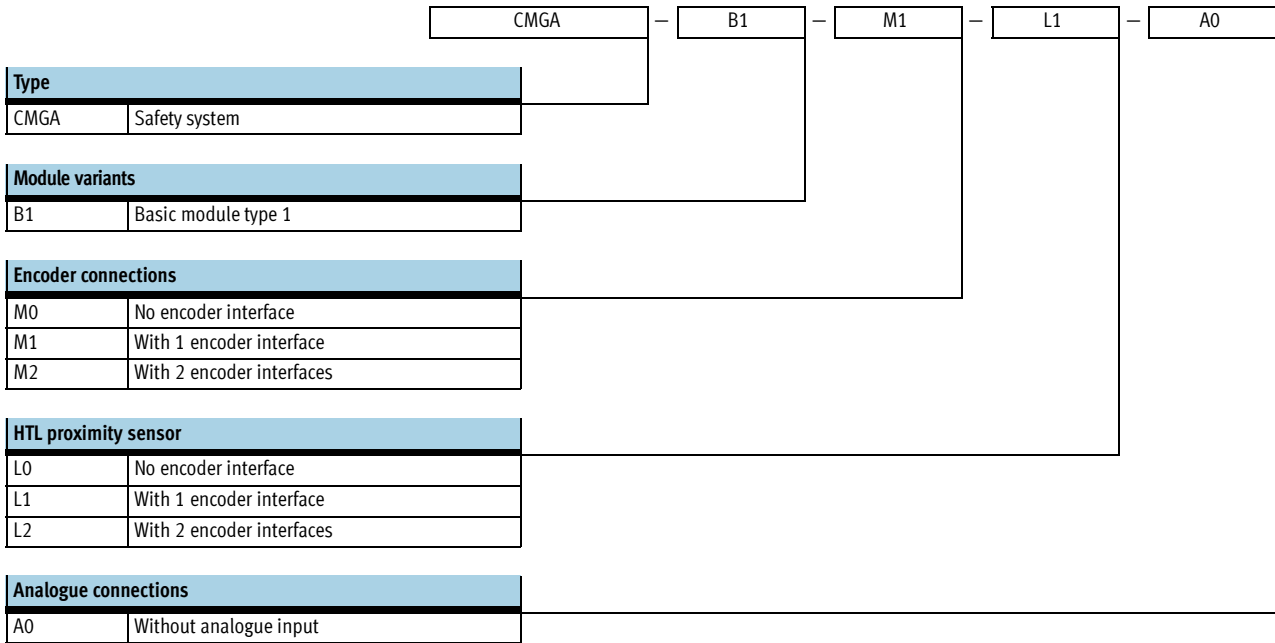 CMGA – B1 – M1 – L1 – A0
Type
CMGA Safety system
Module variants
B1 Basic module type 1
Encoder connections
M0 No encoder interface
M1 With 1 encoder interface
M2 With 2 encoder interfaces
HTL proximity sensor
L0 No encoder interface
L1 With 1 encoder interface
L2 With 2 encoder interfaces
Analogue connections
A0 Without analogue input